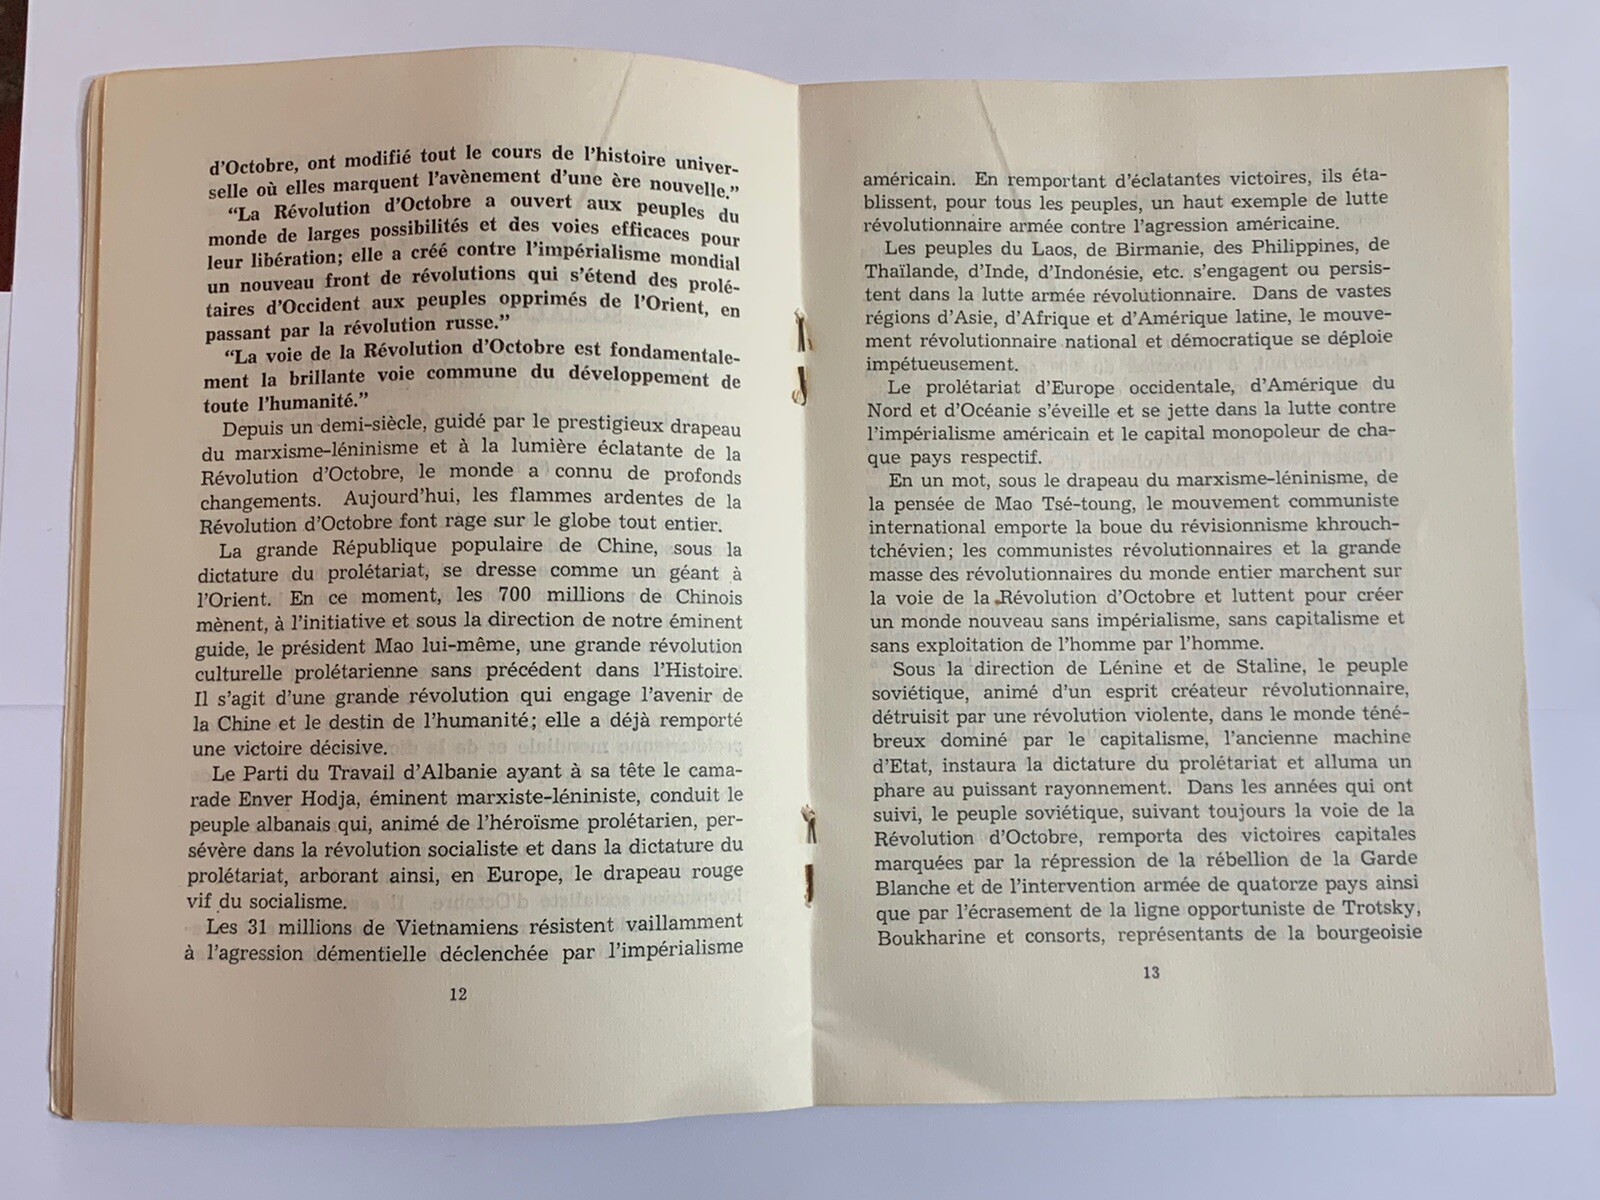 d'Octobre, ont modifié tout le cours de l'histoire univer-
selle où elles marquent l'avènement d'une ère nouvelle."
"La Révolution d'Octobre a ouvert aux peuples du
monde de larges possibilités et des voies efficaces pour
leur libération; elle a créé contre l'impérialisme mondial
un nouveau front de révolutions qui s'étend des prolé-
taires d'Occident aux peuples opprimés de l'Orient, en
passant par la révolution russe."
"La voie de la Révolution d'Octobre est fondamentale-
ment la brillante voie commune du développement de
toute l'humanité."
Depuis un demi-siècle, guidé par le prestigieux drapeau
du marxisme-léninisme et à la lumière éclatante de la
Révolution d'Octobre, le monde a connu de profonds
changements. Aujourd'hui, les flammes ardentes de la
Révolution d'Octobre font rage sur le globe tout entier.
La grande République populaire de Chine, sous la
dictature du prolétariat, se dresse comme un géant à
l'Orient. En ce moment, les 700 millions de Chinois
mènent, à l'initiative et sous la direction de notre éminent
guide, le président Mao lui-même, une grande révolution
culturelle prolétarienne sans précédent dans l'Histoire.
Il s'agit d'une grande révolution qui engage l'avenir de
la Chine et le destin de l'humanité; elle a déjà remporté
une victoire décisive.
Le Parti du Travail d'Albanie ayant à sa tête le cama-
rade Enver Hodja, éminent marxiste-léniniste, conduit le
peuple albanais qui, animé de l'héroïsme prolétarien, per-
sévère dans la révolution socialiste et dans la dictature du
prolétariat, arborant ainsi, en Europe, le drapeau rouge
vif du socialisme.
Les 31 millions de Vietnamiens résistent vaillamment
à l'agression démentielle déclenchée par l'impérialisme
12
américain. En remportant d'éclatantes victoires, ils éta-
blissent, pour tous les peuples, un haut exemple de lutte
révolutionnaire armée contre l'agression américaine.
Les peuples du Laos, de Birmanie, des Philippines, de
Thaïlande, d'Inde, d'Indonésie, etc. s'engagent ou persis-
tent dans la lutte armée révolutionnaire. Dans de vastes
régions d'Asie, d'Afrique et d'Amérique latine, le mouve-
ment révolutionnaire national et démocratique se déploie
impétueusement.
Le prolétariat d'Europe occidentale, d'Amérique du
Nord et d'Océanie s'éveille et se jette dans la lutte contre
l'impérialisme américain et le capital monopoleur de cha-
que pays respectif.
En un mot, sous le drapeau du marxisme-léninisme, de
la pensée de Mao Tsé-toung, le mouvement communiste
international emporte la boue du révisionnisme khrouch-
tchévien; les communistes révolutionnaires et la grande
masse des révolutionnaires du monde entier marchent sur
la voie de la Révolution d'Octobre et luttent pour créer
un monde nouveau sans impérialisme, sans capitalisme et
sans exploitation de l'homme par l'homme.
Sous la direction de Lénine et de Staline, le peuple
soviétique, animé d'un esprit créateur révolutionnaire,
détruisit par une révolution violente, dans le monde téné-
breux dominé par le capitalisme, l'ancienne machine
d'Etat, instaura la dictature du prolétariat et alluma un
phare au puissant rayonnement. Dans les années qui ont
suivi, le peuple soviétique, suivant toujours la voie de la
Révolution d'Octobre, remporta des victoires capitales
marquées par la répression de la rébellion de la Garde
Blanche et de l'intervention armée de quatorze pays ainsi
que par l'écrasement de la ligne opportuniste de Trotsky,
Boukharine et consorts, représentants de la bourgeoisie
13